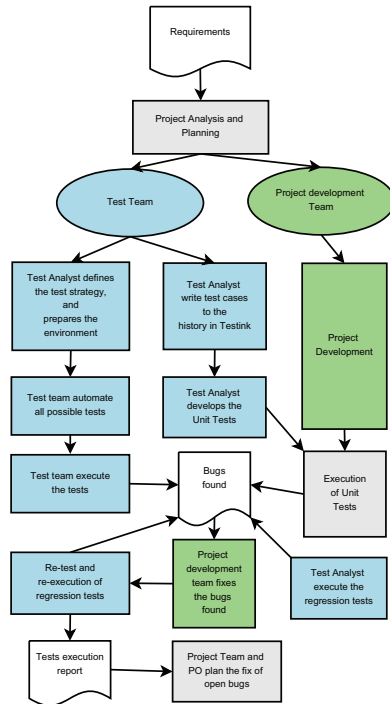 Requirements
Project Analysis and
Planning
Test Team
Project development
Team
Test Analyst defines
the test strategy,
and
prepares the
environment
Test Analyst
write test cases
to the
history in Testink
Project
Development
Test team automate
all possible tests
Test Analyst
develops the
Unit Tests
Test team execute
the tests
Bugs
found
Execution
of Unit
Tests
Re-test and
re-execution of
regression tests
Project
development
team fixes
the bugs
found
Test Analyst
execute the
regression tests
Tests execution
report
Project Team and
PO plan the fix of
open bugs